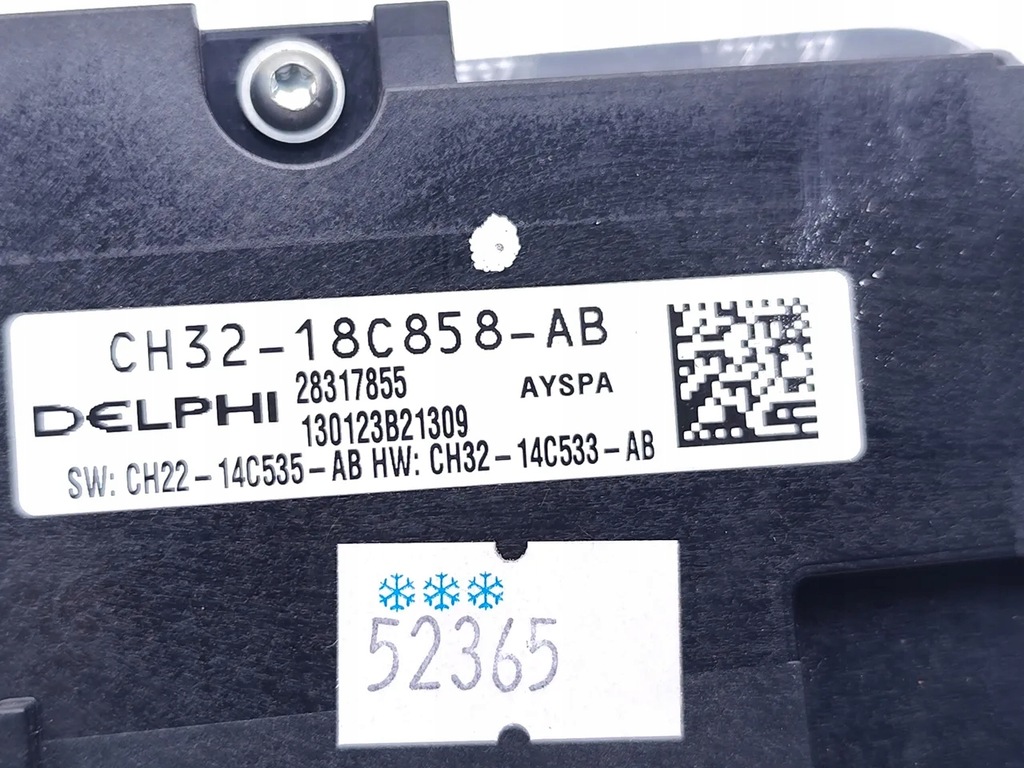 CH32-18C858-AB
DELPHI 28317855 AYSPA
130123B21309
SW: CH22-14C535-AB HW: CH32-14C533-AB
52365